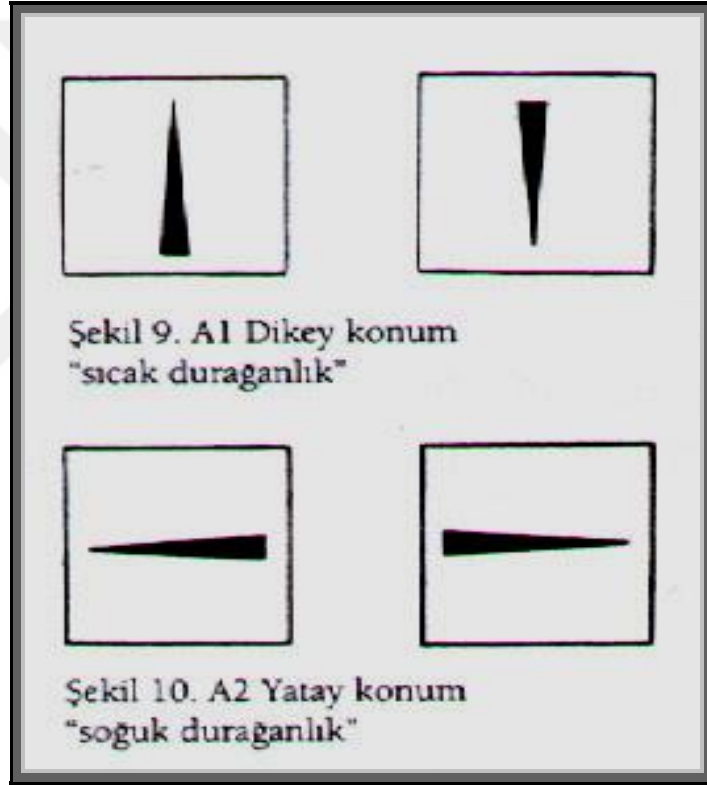 Şekil 9. A1 Dikey konum
“sıcak durağanlık”
Şekil 10. A2 Yatay konum
“soğuk durağanlık”